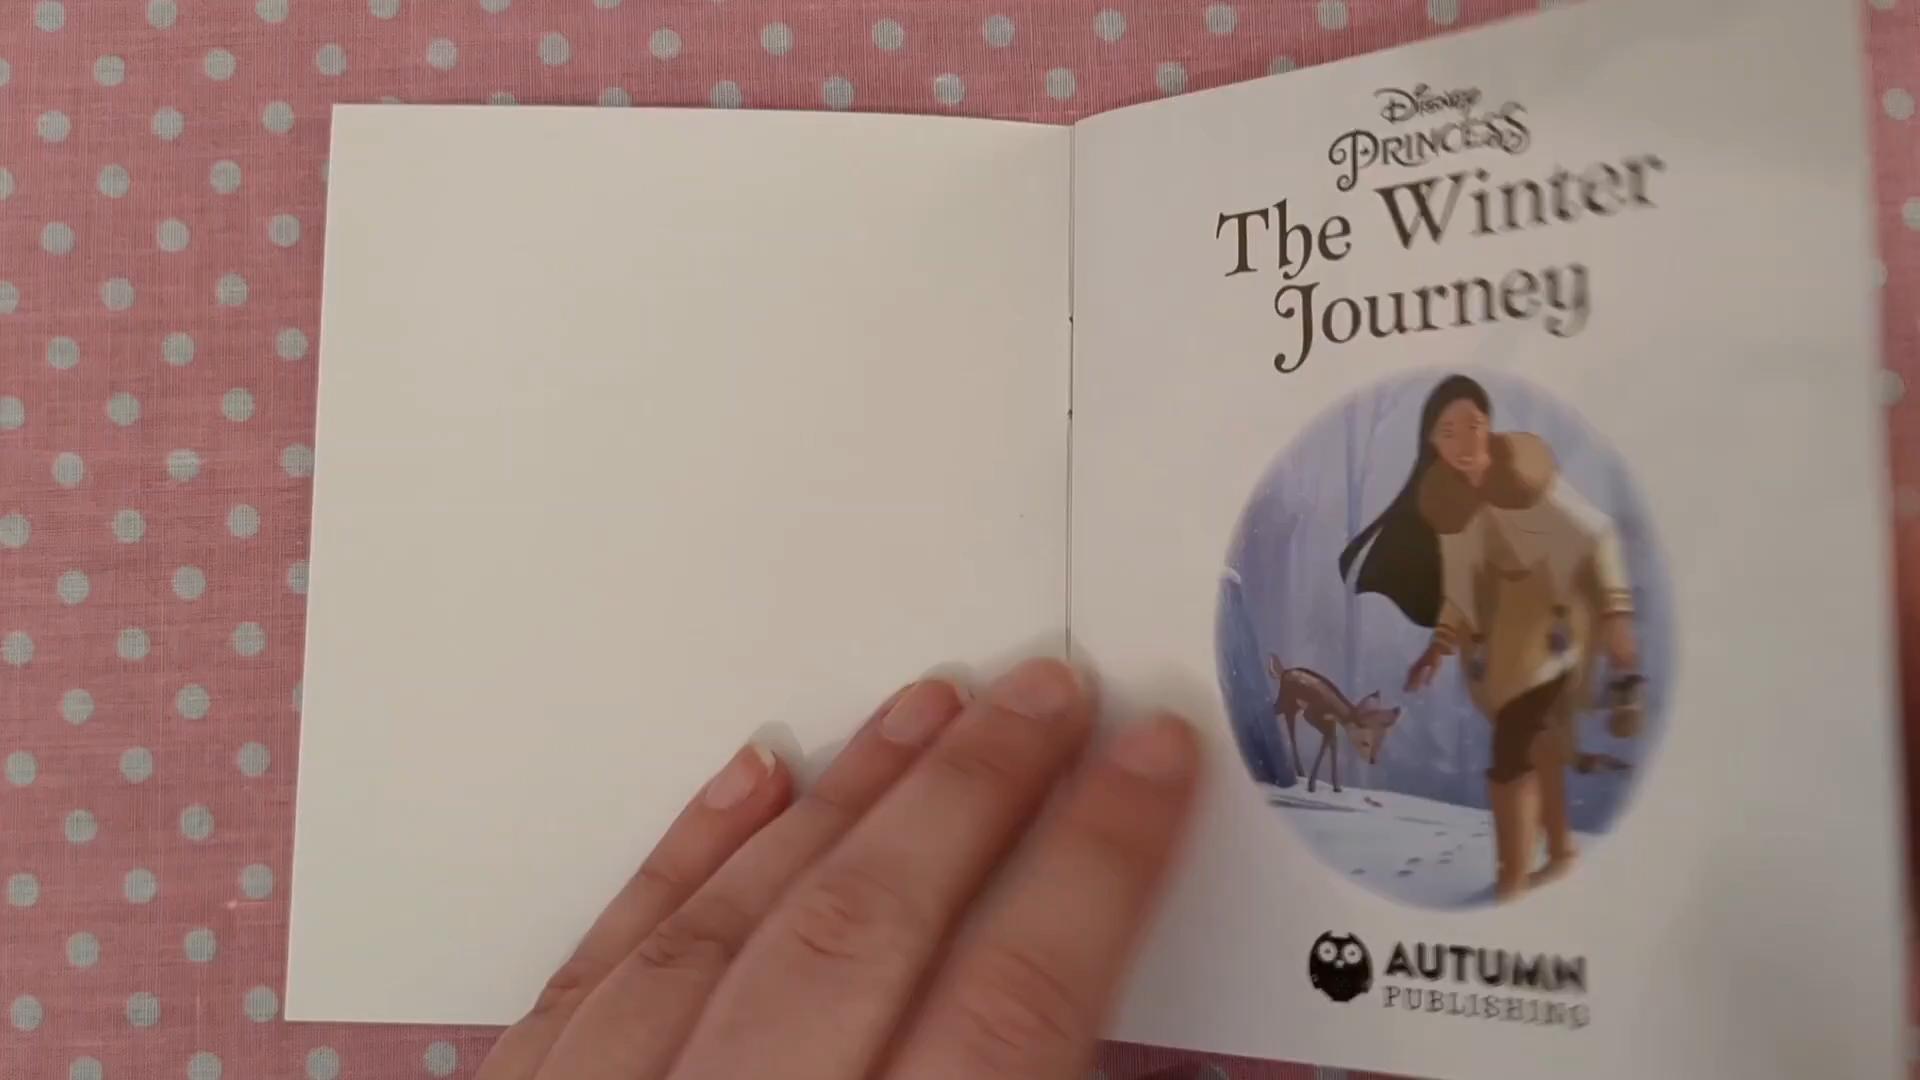 Disney
PRINCESS
The Winter
Journey
AUTUMN
PUBLISHING